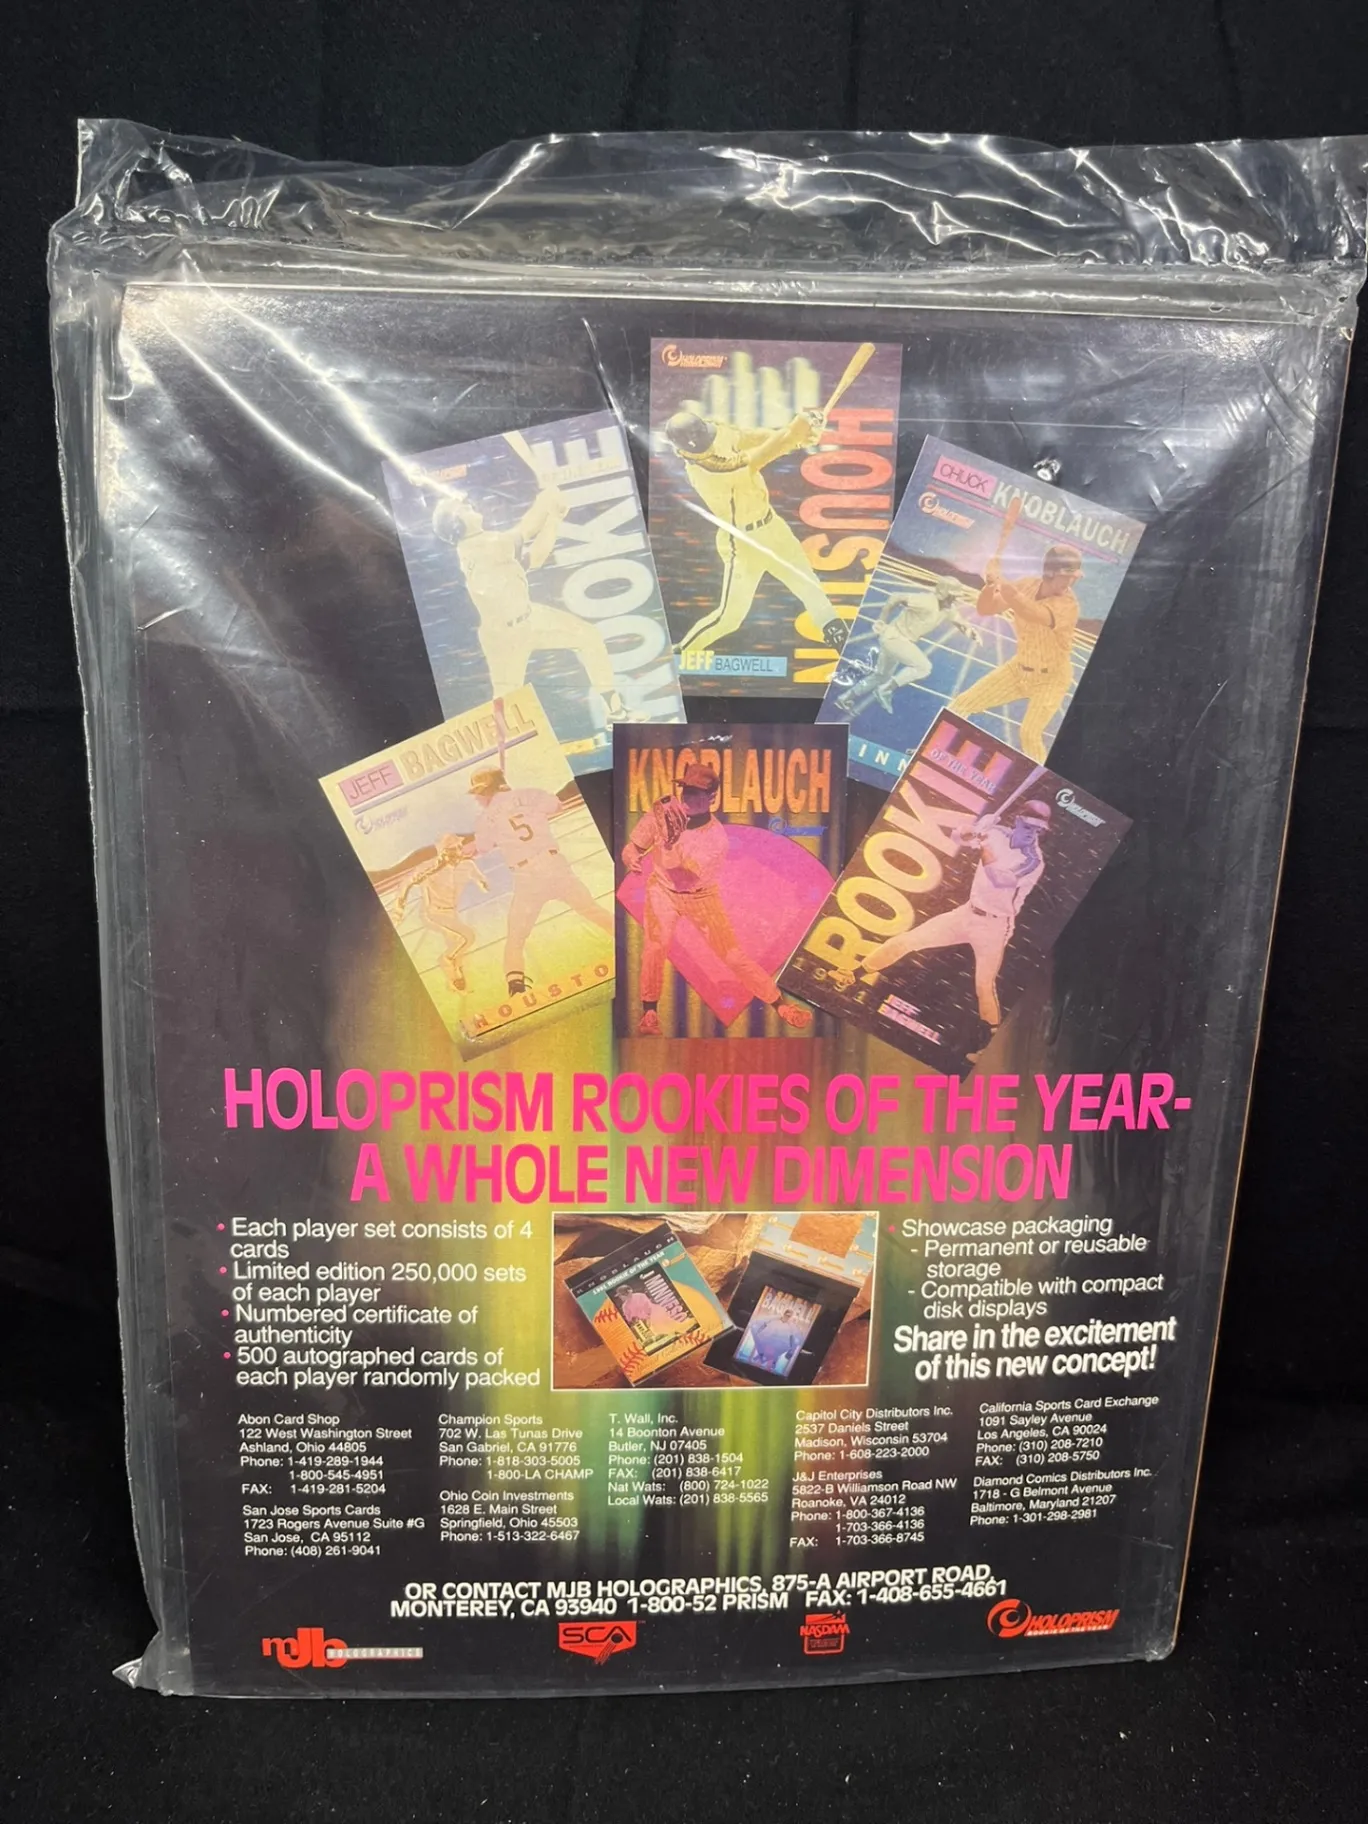 HOLOPRISM
ROOKIE
HOUSTON
JEFF BAGWELL
CHUCK KNOBLAUCH
HOLOPRISM
INN
JEFF BAGWELL
5
HOUSTO
KNOBLAUCH
ROOKIE
OF THE YEAR
1991
JEFF
BAGWELL
HOLOPRISM ROOKIES OF THE YEAR-
A WHOLE NEW DIMENSION
• Each player set consists of 4
cards
• Limited edition 250,000 sets
of each player
• Numbered certificate of
authenticity
• 500 autographed cards of
each player randomly packed
KNOBLAUCH
1991 ROOKIE OF THE YEAR
BAGWELL
• Showcase packaging
- Permanent or reusable
storage
- Compatible with compact
disk displays
Share in the excitement
of this new concept!
Abon Card Shop
122 West Washington Street
Ashland, Ohio 44805
Phone: 1-419-289-1944
1-800-545-4951
FAX: 1-419-281-5204
San Jose Sports Cards
1723 Rogers Avenue Suite #G
San Jose, CA 95112
Phone: (408) 261-9041
Champion Sports
702 W. Las Tunas Drive
San Gabriel, CA 91776
Phone: 1-818-303-5005
1-800-LA CHAMP
Ohio Coin Investments
1628 E. Main Street
Springfield, Ohio 45503
Phone: 1-513-322-6467
T. Wall, Inc.
14 Boonton Avenue
Butler, NJ 07405
Phone: (201) 838-1504
FAX: (201) 838-6417
Nat Wats: (800) 724-1022
Local Wats: (201) 838-5565
Capitol City Distributors Inc.
2537 Daniels Street
Madison, Wisconsin 53704
Phone: 1-608-223-2000
J&J Enterprises
5822-B Williamson Road NW
Roanoke, VA 24012
Phone: 1-800-367-4136
1-703-366-4136
FAX: 1-703-366-8745
California Sports Card Exchange
1091 Sayley Avenue
Los Angeles, CA 90024
Phone: (310) 208-7210
FAX: (310) 208-5750
Diamond Comics Distributors Inc.
1718 - G Belmont Avenue
Baltimore, Maryland 21207
Phone: 1-301-298-2981
OR CONTACT MJB HOLOGRAPHICS, 875-A AIRPORT ROAD,
MONTEREY, CA 93940 1-800-52 PRISM FAX: 1-408-655-4661
mjb HOLOGRAPHICS
SCA
NASDAM
HOLOPRISM
ROOKIE OF THE YEAR